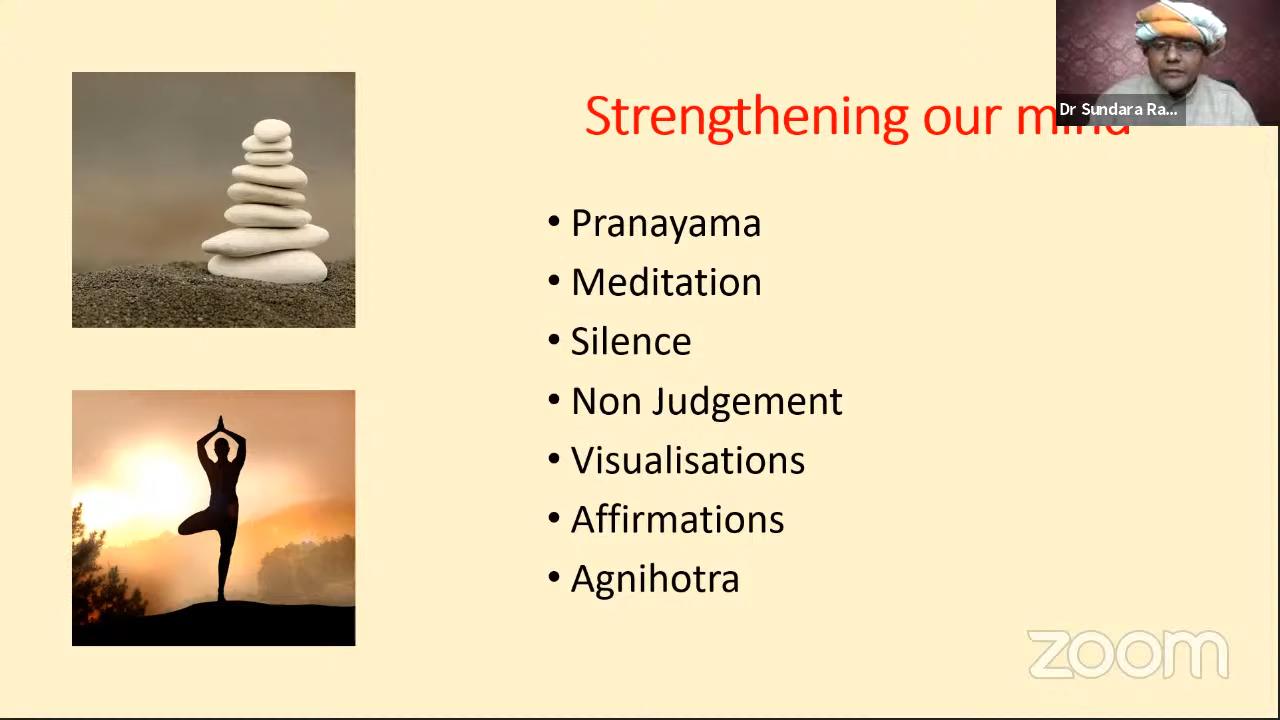 Dr Sundara Ra...
Strengthening our mind
• Pranayama
• Meditation
• Silence
• Non Judgement
• Visualisations
• Affirmations
• Agnihotra
zoom